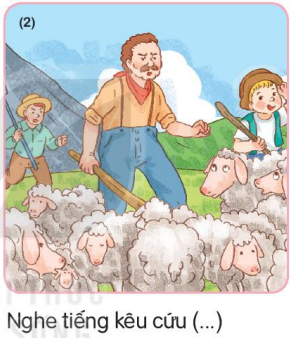 (2)
Nghe tiếng kêu cứu (...)